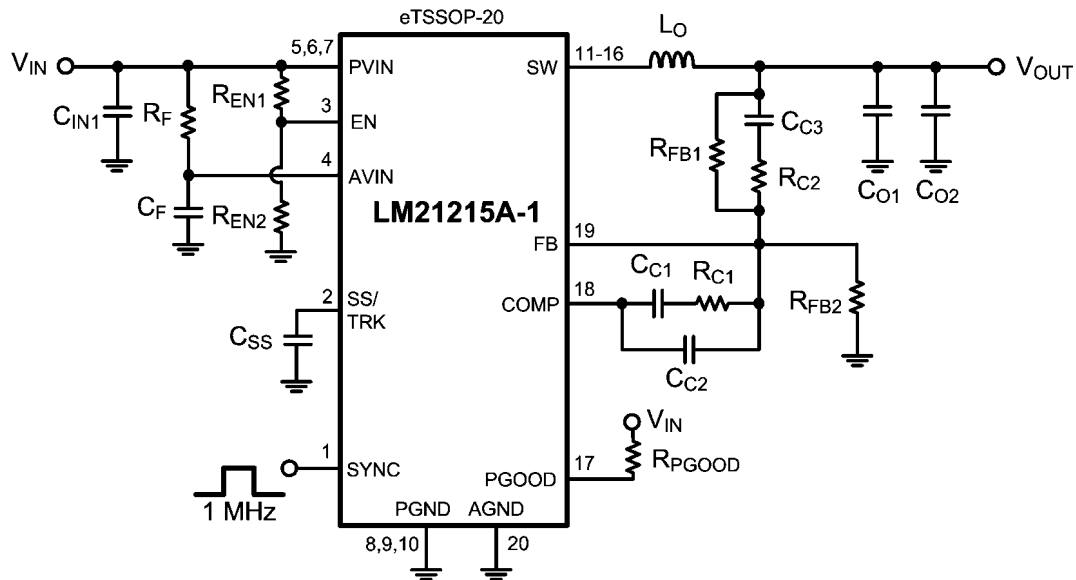 eTSSOP-20
LO
VIN
5,6,7
PVIN
SW
11-16
VOUT
CIN1
RF
REN1
3
EN
CC3
RFB1
RC2
4
AVIN
CO1
CO2
CF
REN2
LM21215A-1
FB
19
CC1
RC1
2
SS/
TRK
COMP
18
RFB2
CSS
CC2
VIN
RPGOOD
1
SYNC
17
PGOOD
1 MHz
PGND
AGND
8,9,10
20